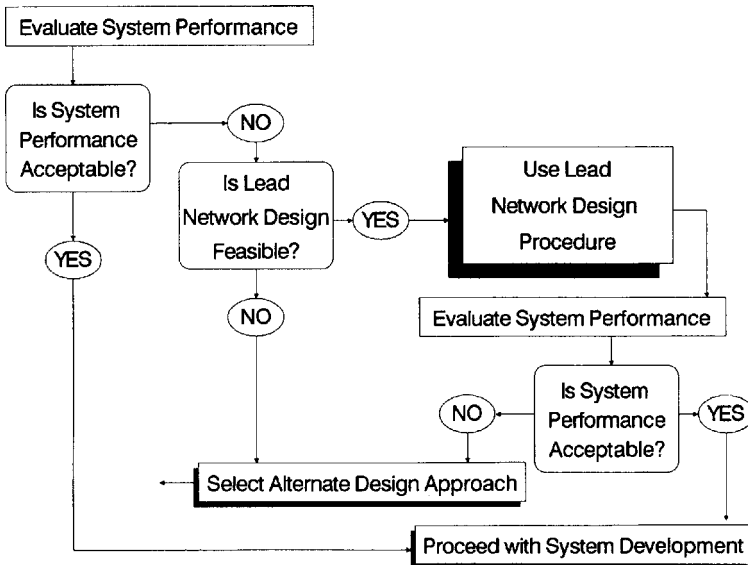 Evaluate System Performance
Is System
Performance
Acceptable?
NO
YES
Is Lead
Network Design
Feasible?
YES
NO
Use Lead
Network Design
Procedure
Evaluate System Performance
Is System
Performance
Acceptable?
NO
YES
Select Alternate Design Approach
Proceed with System Development